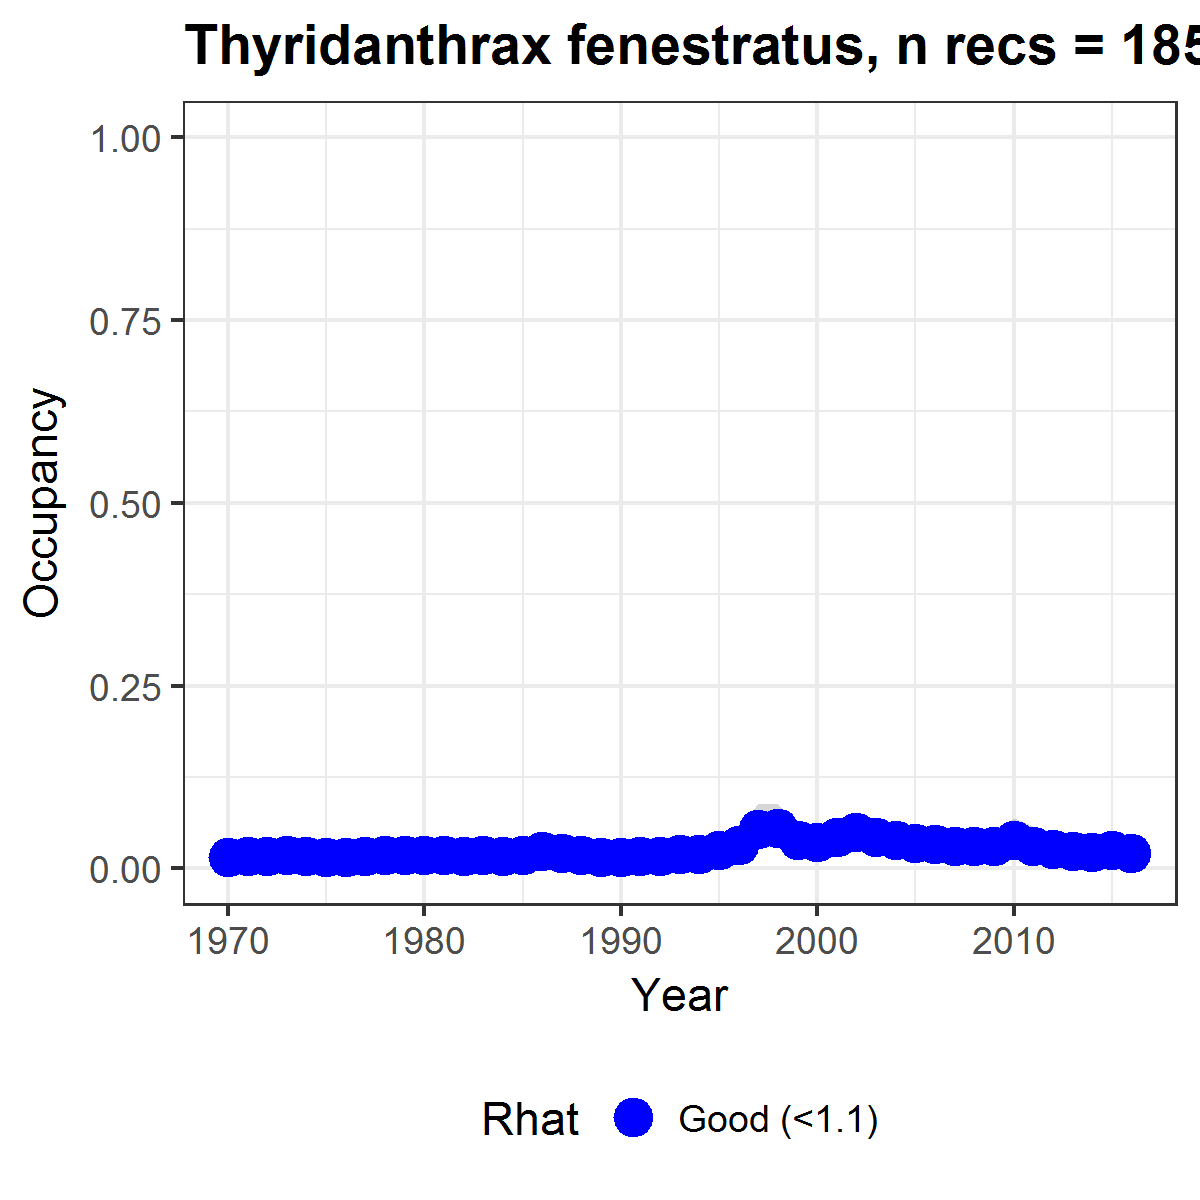 Thyridanthrax fenestratus, n recs = 185
1.00
0.75
0.50
0.25
0.00
Occupancy
1970 1980 1990 2000 2010
Year
Rhat Good (<1.1)